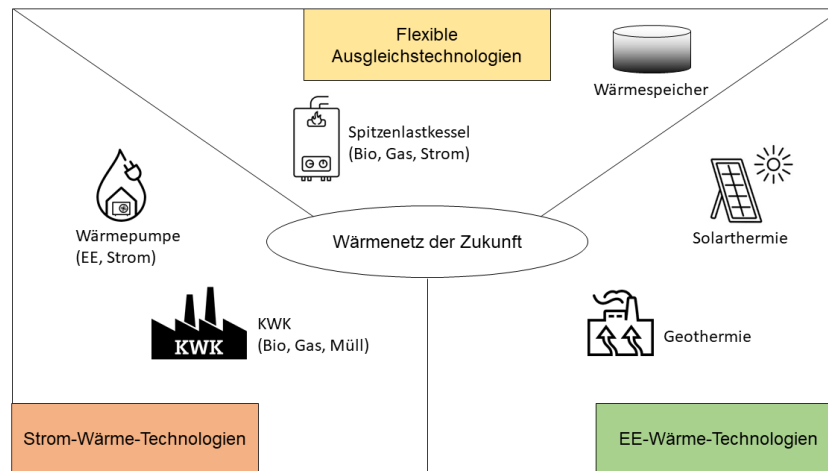 Flexible
Ausgleichstechnologien
Wärmespeicher
Spitzenlastkessel
(Bio, Gas, Strom)
Wärmepumpe
(EE, Strom)
Wärmenetz der Zukunft
Solarthermie
KWK
KWK
(Bio, Gas, Müll)
Geothermie
Strom-Wärme-Technologien
EE-Wärme-Technologien